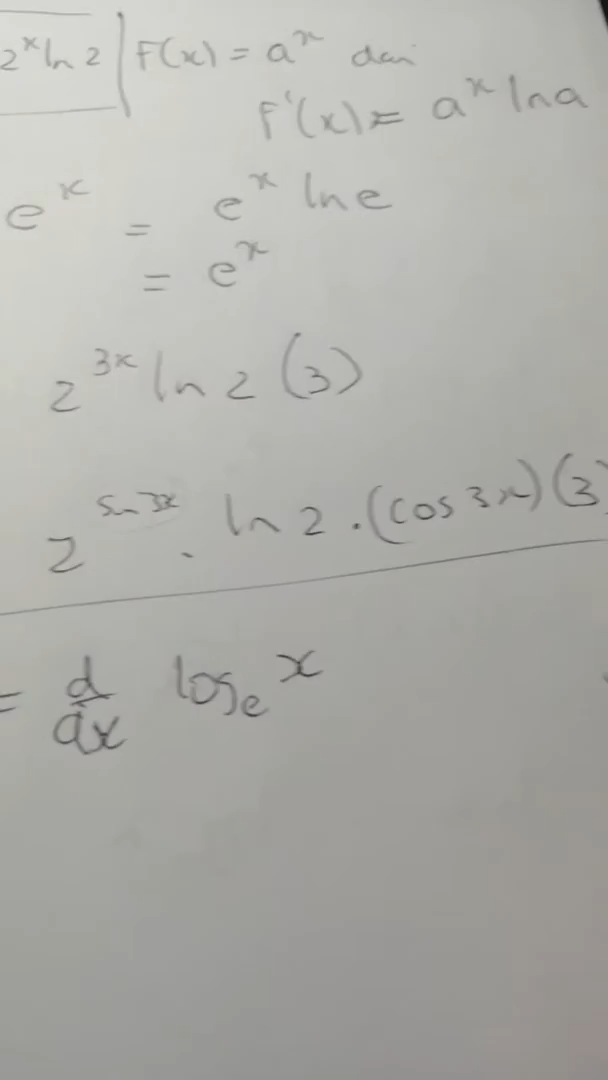 2^x ln 2 | F(x) = a^x dan
F'(x) = a^x ln a
e^x = e^x ln e
= e^x
2^{3x} ln 2 (3)
2^{sin 3x} . ln 2 . (cos 3x) (3)
= d/dx log_e x